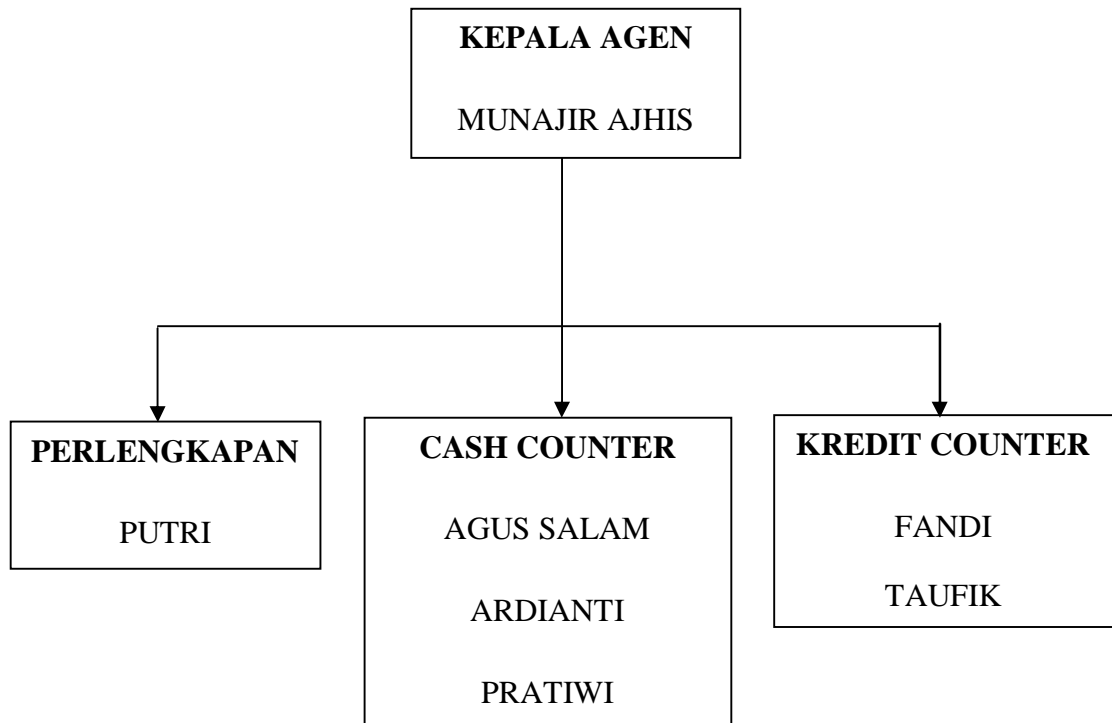 KEPALA AGEN
MUNAJIR AJHIS
PERLENGKAPAN
PUTRI
CASH COUNTER
AGUS SALAM
ARDIANTI
PRATIWI
KREDIT COUNTER
FANDI
TAUFIK